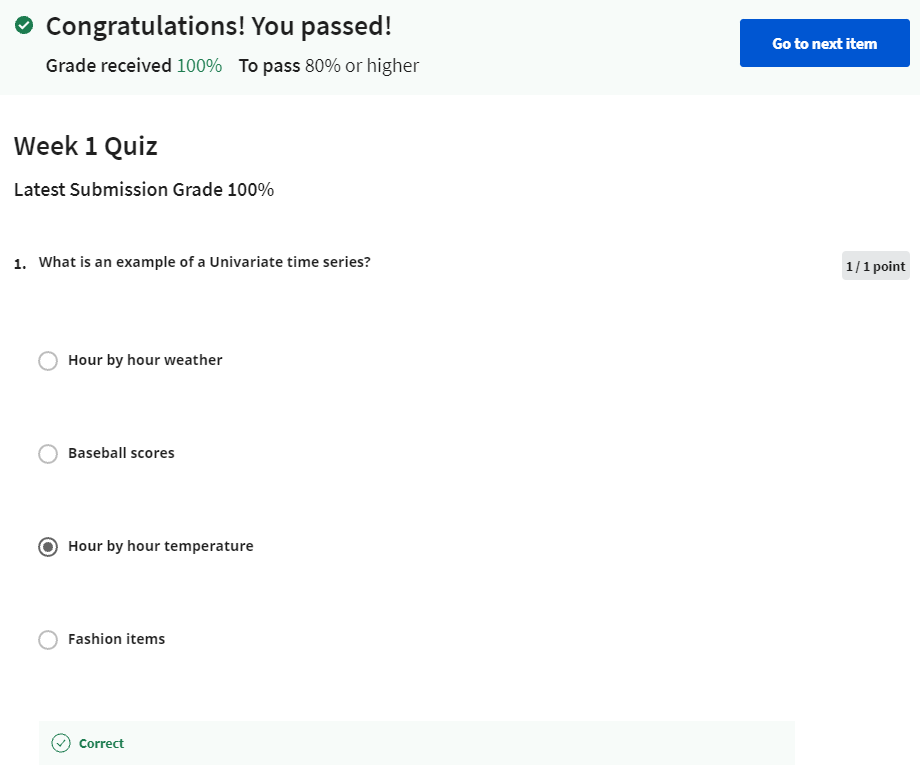 Congratulations! You passed!
Go to next item
Grade received 100% To pass 80% or higher
Week 1 Quiz
Latest Submission Grade 100%
1. What is an example of a Univariate time series?
1 / 1 point
Hour by hour weather
Baseball scores
Hour by hour temperature
Fashion items
Correct